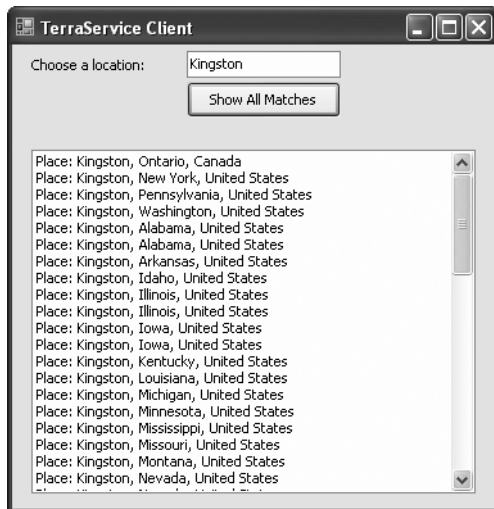 TerraService Client
Choose a location: Kingston
Show All Matches
Place: Kingston, Ontario, Canada
Place: Kingston, New York, United States
Place: Kingston, Pennsylvania, United States
Place: Kingston, Washington, United States
Place: Kingston, Alabama, United States
Place: Kingston, Alabama, United States
Place: Kingston, Arkansas, United States
Place: Kingston, Idaho, United States
Place: Kingston, Illinois, United States
Place: Kingston, Illinois, United States
Place: Kingston, Iowa, United States
Place: Kingston, Iowa, United States
Place: Kingston, Kentucky, United States
Place: Kingston, Louisiana, United States
Place: Kingston, Michigan, United States
Place: Kingston, Minnesota, United States
Place: Kingston, Mississippi, United States
Place: Kingston, Missouri, United States
Place: Kingston, Montana, United States
Place: Kingston, Nevada, United States